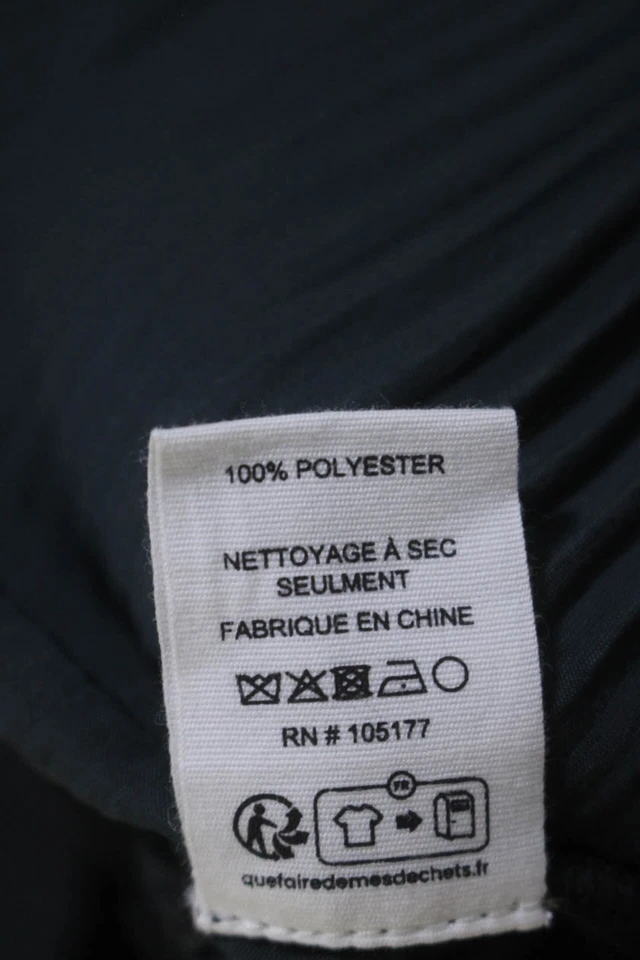 100% POLYESTER
NETTOYAGE À SEC
SEULMENT
FABRIQUE EN CHINE
RN # 105177
FR
quefairedemesdechets.fr